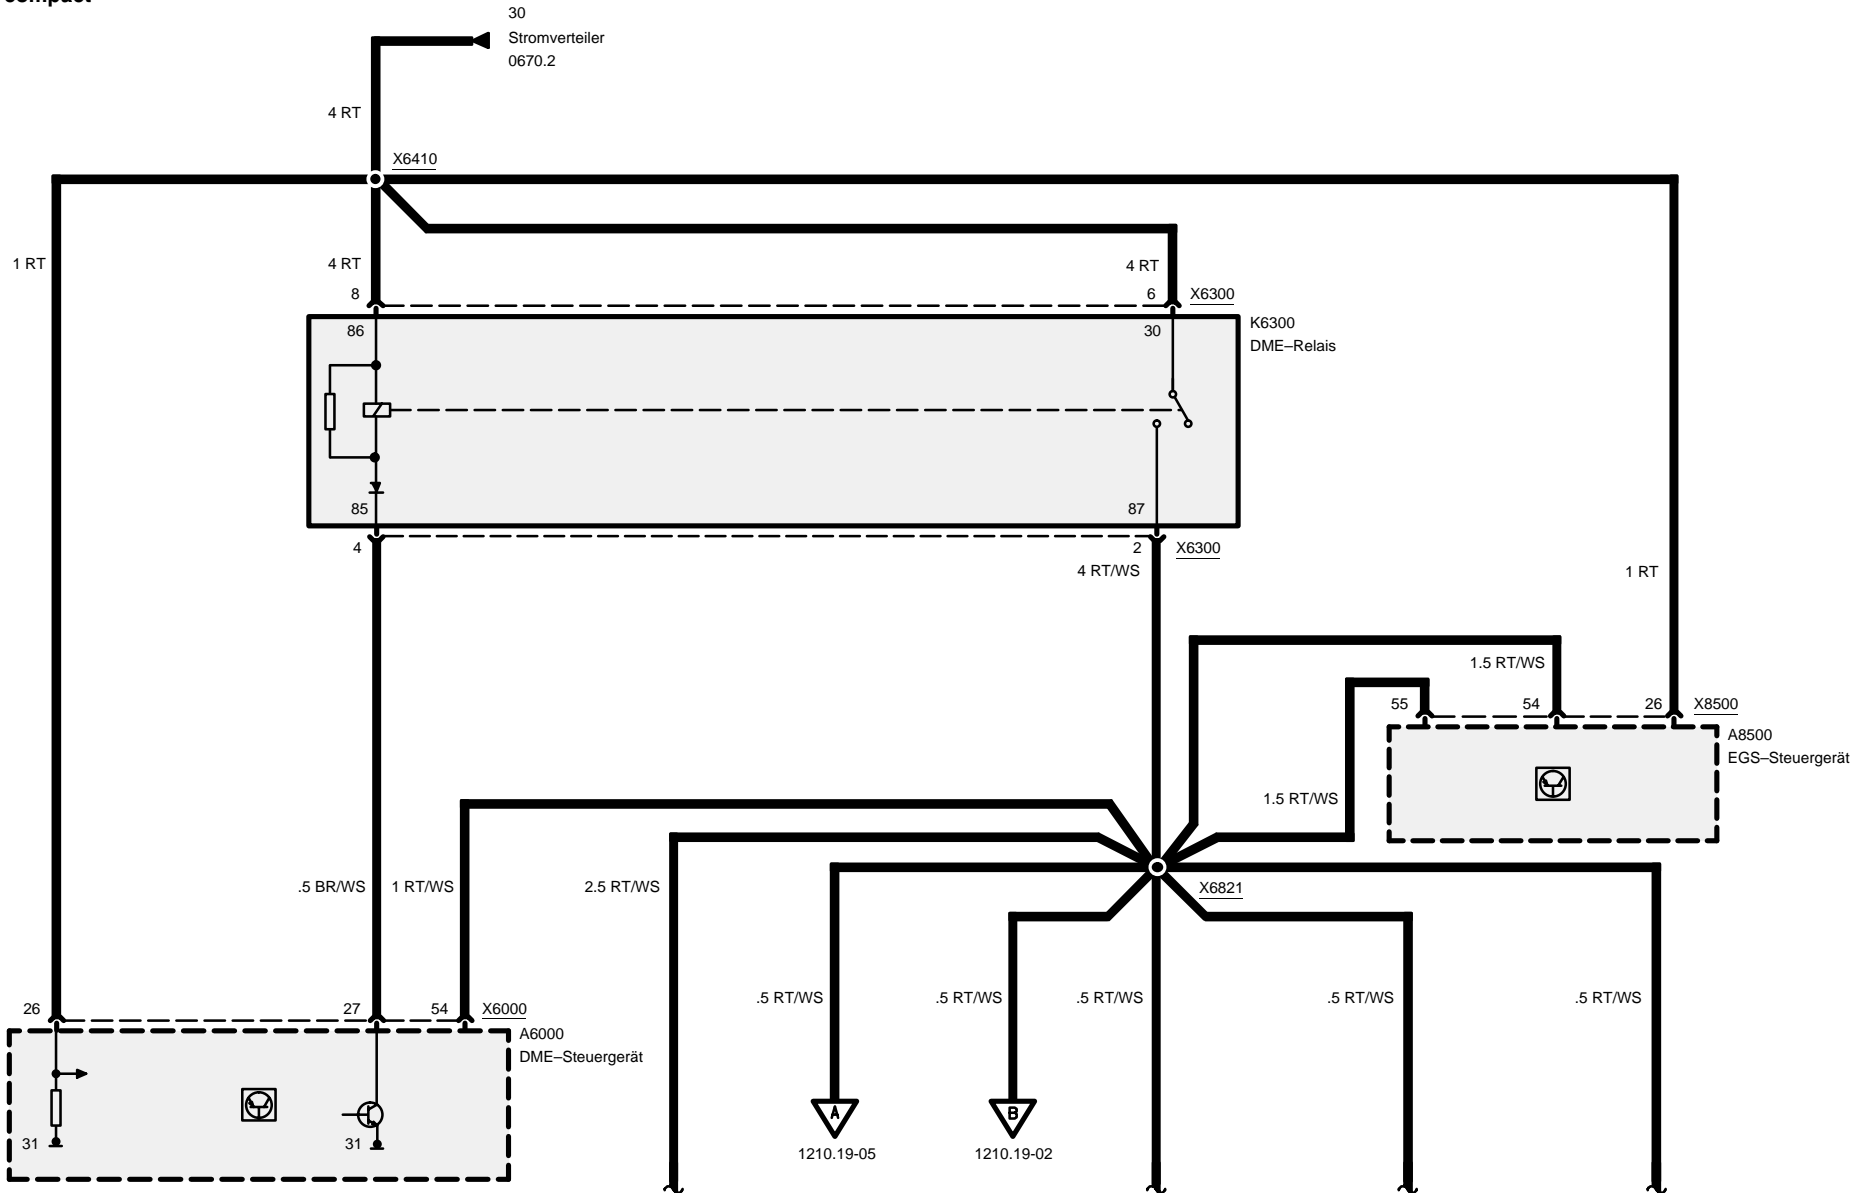 30
Stromverteiler
0670.2
4 RT
X6410
1 RT
4 RT
4 RT
8
6
X6300
86
30
K6300
DME–Relais
85
87
4
2
X6300
4 RT/WS
1 RT
1.5 RT/WS
55
54
26
X8500
A8500
EGS–Steuergerät
1.5 RT/WS
.5 BR/WS
1 RT/WS
2.5 RT/WS
X6821
.5 RT/WS
.5 RT/WS
.5 RT/WS
.5 RT/WS
.5 RT/WS
26
27
54
X6000
A6000
DME–Steuergerät
A
B
31
31
1210.19-05
1210.19-02